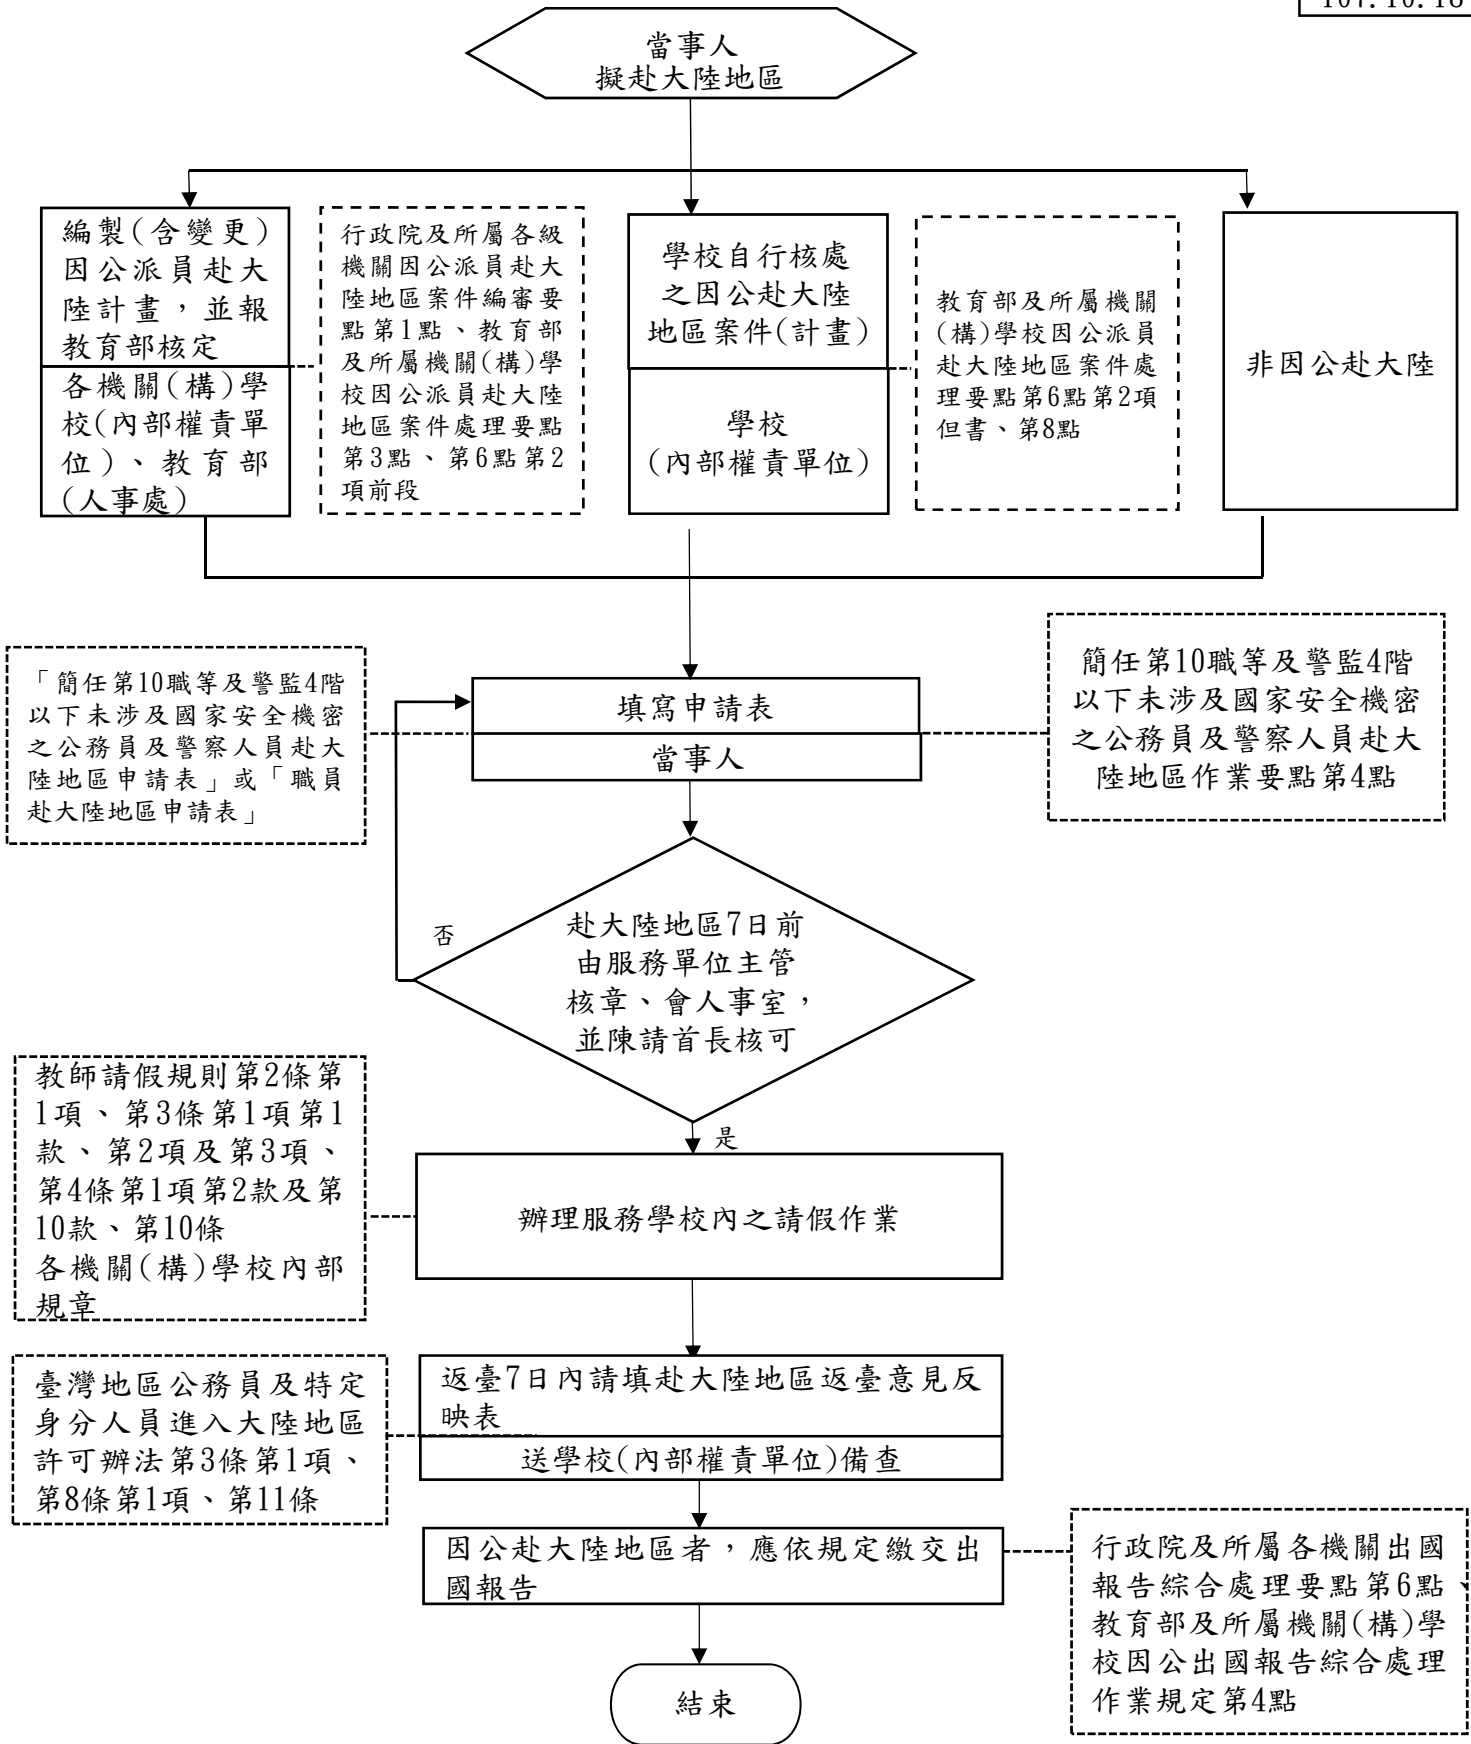 107.10.18
當事人
擬赴大陸地區
編製(含變更)
因公派員赴大
陸計畫，並報
教育部核定
各機關(構)學
校(內部權責單
位)、教育部
(人事處)
行政院及所屬各級
機關因公派員赴大
陸地區案件編審要
點第1點、教育部
及所屬機關(構)學
校因公派員赴大陸
地區案件處理要點
第3點、第6點第2
項前段
學校自行核處
之因公赴大陸
地區案件(計畫)
學校
(內部權責單位)
教育部及所屬機關
(構)學校因公派員
赴大陸地區案件處
理要點第6點第2項
但書、第8點
非因公赴大陸
「簡任第10職等及警監4階
以下未涉及國家安全機密
之公務員及警察人員赴大
陸地區申請表」或「職員
赴大陸地區申請表」
填寫申請表
當事人
簡任第10職等及警監4階
以下未涉及國家安全機密
之公務員及警察人員赴大
陸地區作業要點第4點
否
赴大陸地區7日前
由服務單位主管
核章、會人事室，
並陳請首長核可
是
教師請假規則第2條第
1項、第3條第1項第1
款、第2項及第3項、
第4條第1項第2款及第
10款、第10條
各機關(構)學校內部
規章
辦理服務學校內之請假作業
臺灣地區公務員及特定
身分人員進入大陸地區
許可辦法第3條第1項、
第8條第1項、第11條
返臺7日內請填赴大陸地區返臺意見反
映表
送學校(內部權責單位)備查
因公赴大陸地區者，應依規定繳交出
國報告
行政院及所屬各機關出國
報告綜合處理要點第6點、
教育部及所屬機關(構)學
校因公出國報告綜合處理
作業規定第4點
結束